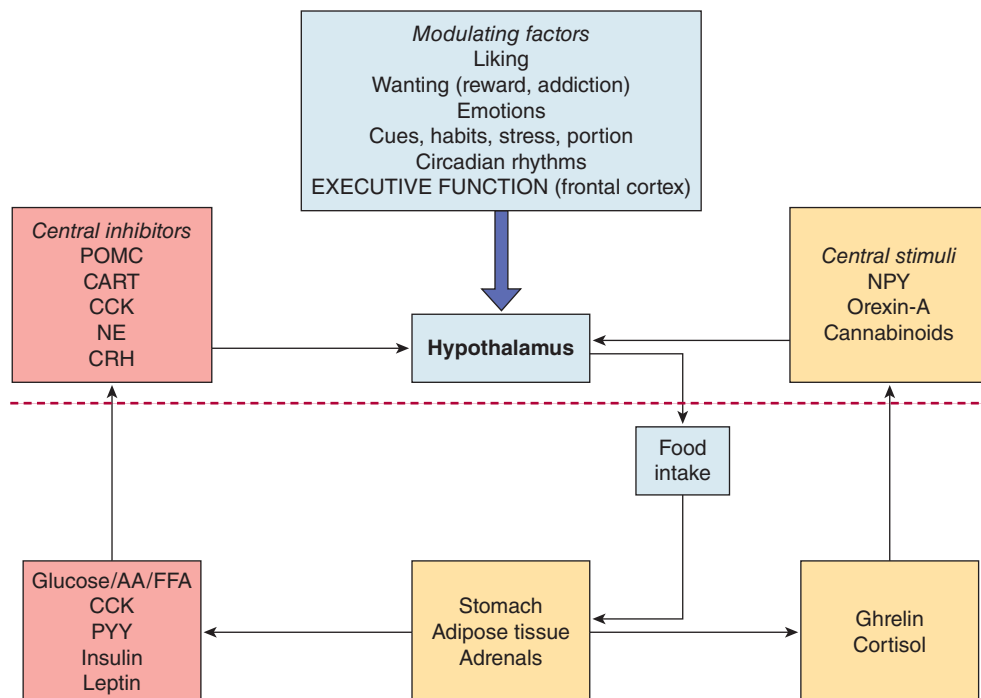 Modulating factors
Liking
Wanting (reward, addiction)
Emotions
Cues, habits, stress, portion
Circadian rhythms
EXECUTIVE FUNCTION (frontal cortex)
Central inhibitors
POMC
CART
CCK
NE
CRH
Hypothalamus
Central stimuli
NPY
Orexin-A
Cannabinoids
Food
intake
Glucose/AA/FFA
CCK
PYY
Insulin
Leptin
Stomach
Adipose tissue
Adrenals
Ghrelin
Cortisol